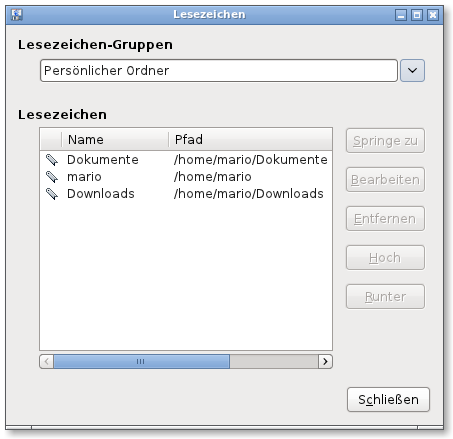 Lesezeichen
Lesezeichen-Gruppen
Persönlicher Ordner
Lesezeichen
Name Pfad
Dokumente /home/mario/Dokumente
mario /home/mario
Downloads /home/mario/Downloads
Springe zu
Bearbeiten
Entfernen
Hoch
Runter
Schließen